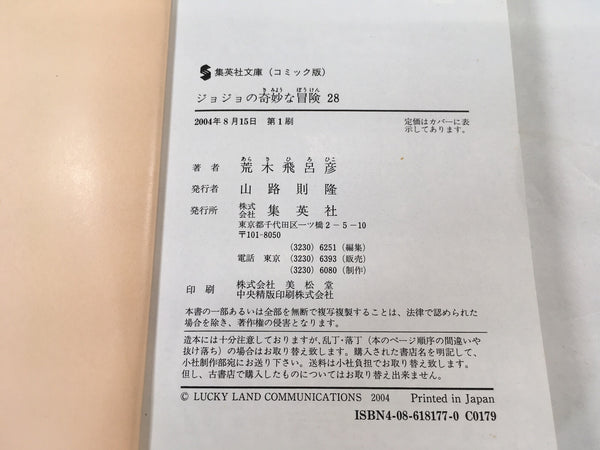 集英社文庫（コミック版）
ジョジョの奇妙な冒険 28
2004年8月15日 第1刷
定価はカバーに表
示してあります。
著者 荒木飛呂彦
発行者 山路則隆
発行所 株式会社 集英社
東京都千代田区一ツ橋2－5－10
〒101-8050
(3230) 6251 (編集)
電話 東京 (3230) 6393 (販売)
(3230) 6080 (制作)
印刷 株式会社 美松堂
中央精版印刷株式会社
本書の一部あるいは全部を無断で複写複製することは、法律で認められた
場合を除き、著作権の侵害となります。
造本には十分注意しておりますが、乱丁・落丁（本のページ順序の間違いや
抜け落ち）の場合はお取り替え致します。購入された書店名を明記して、
小社制作部宛にお送り下さい。送料は小社負担でお取り替え致します。
但し、古書店で購入したものについてはお取り替え出来ません。
© LUCKY LAND COMMUNICATIONS 2004 Printed in Japan
ISBN4-08-618177-0 C0179